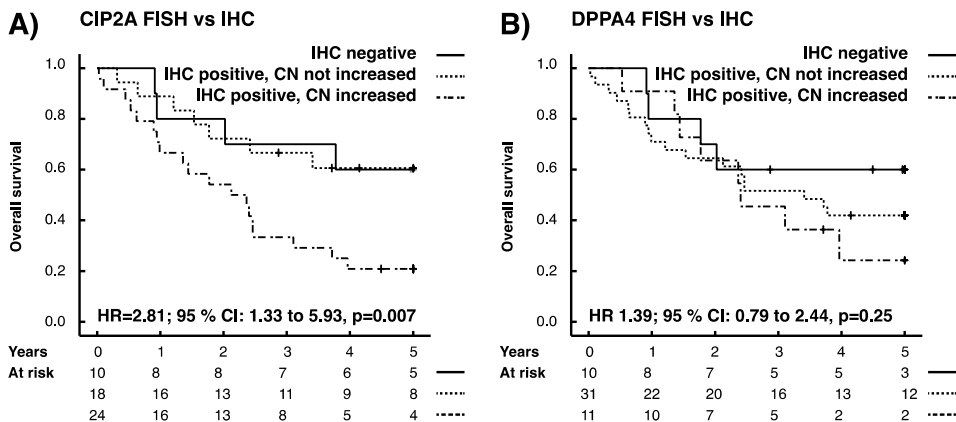 A) CIP2A FISH vs IHC
IHC negative
IHC positive, CN not increased
IHC positive, CN increased
Overall survival
1.0
0.8
0.6
0.4
0.2
0.0
HR=2.81; 95 % CI: 1.33 to 5.93, p=0.007
Years 0 1 2 3 4 5
At risk 10 8 8 7 6 5
18 16 13 11 9 8
24 16 13 8 5 4
B) DPPA4 FISH vs IHC
IHC negative
IHC positive, CN not increased
IHC positive, CN increased
Overall survival
1.0
0.8
0.6
0.4
0.2
0.0
HR 1.39; 95 % CI: 0.79 to 2.44, p=0.25
Years 0 1 2 3 4 5
At risk 10 8 7 5 5 3
31 22 20 16 13 12
11 10 7 5 2 2